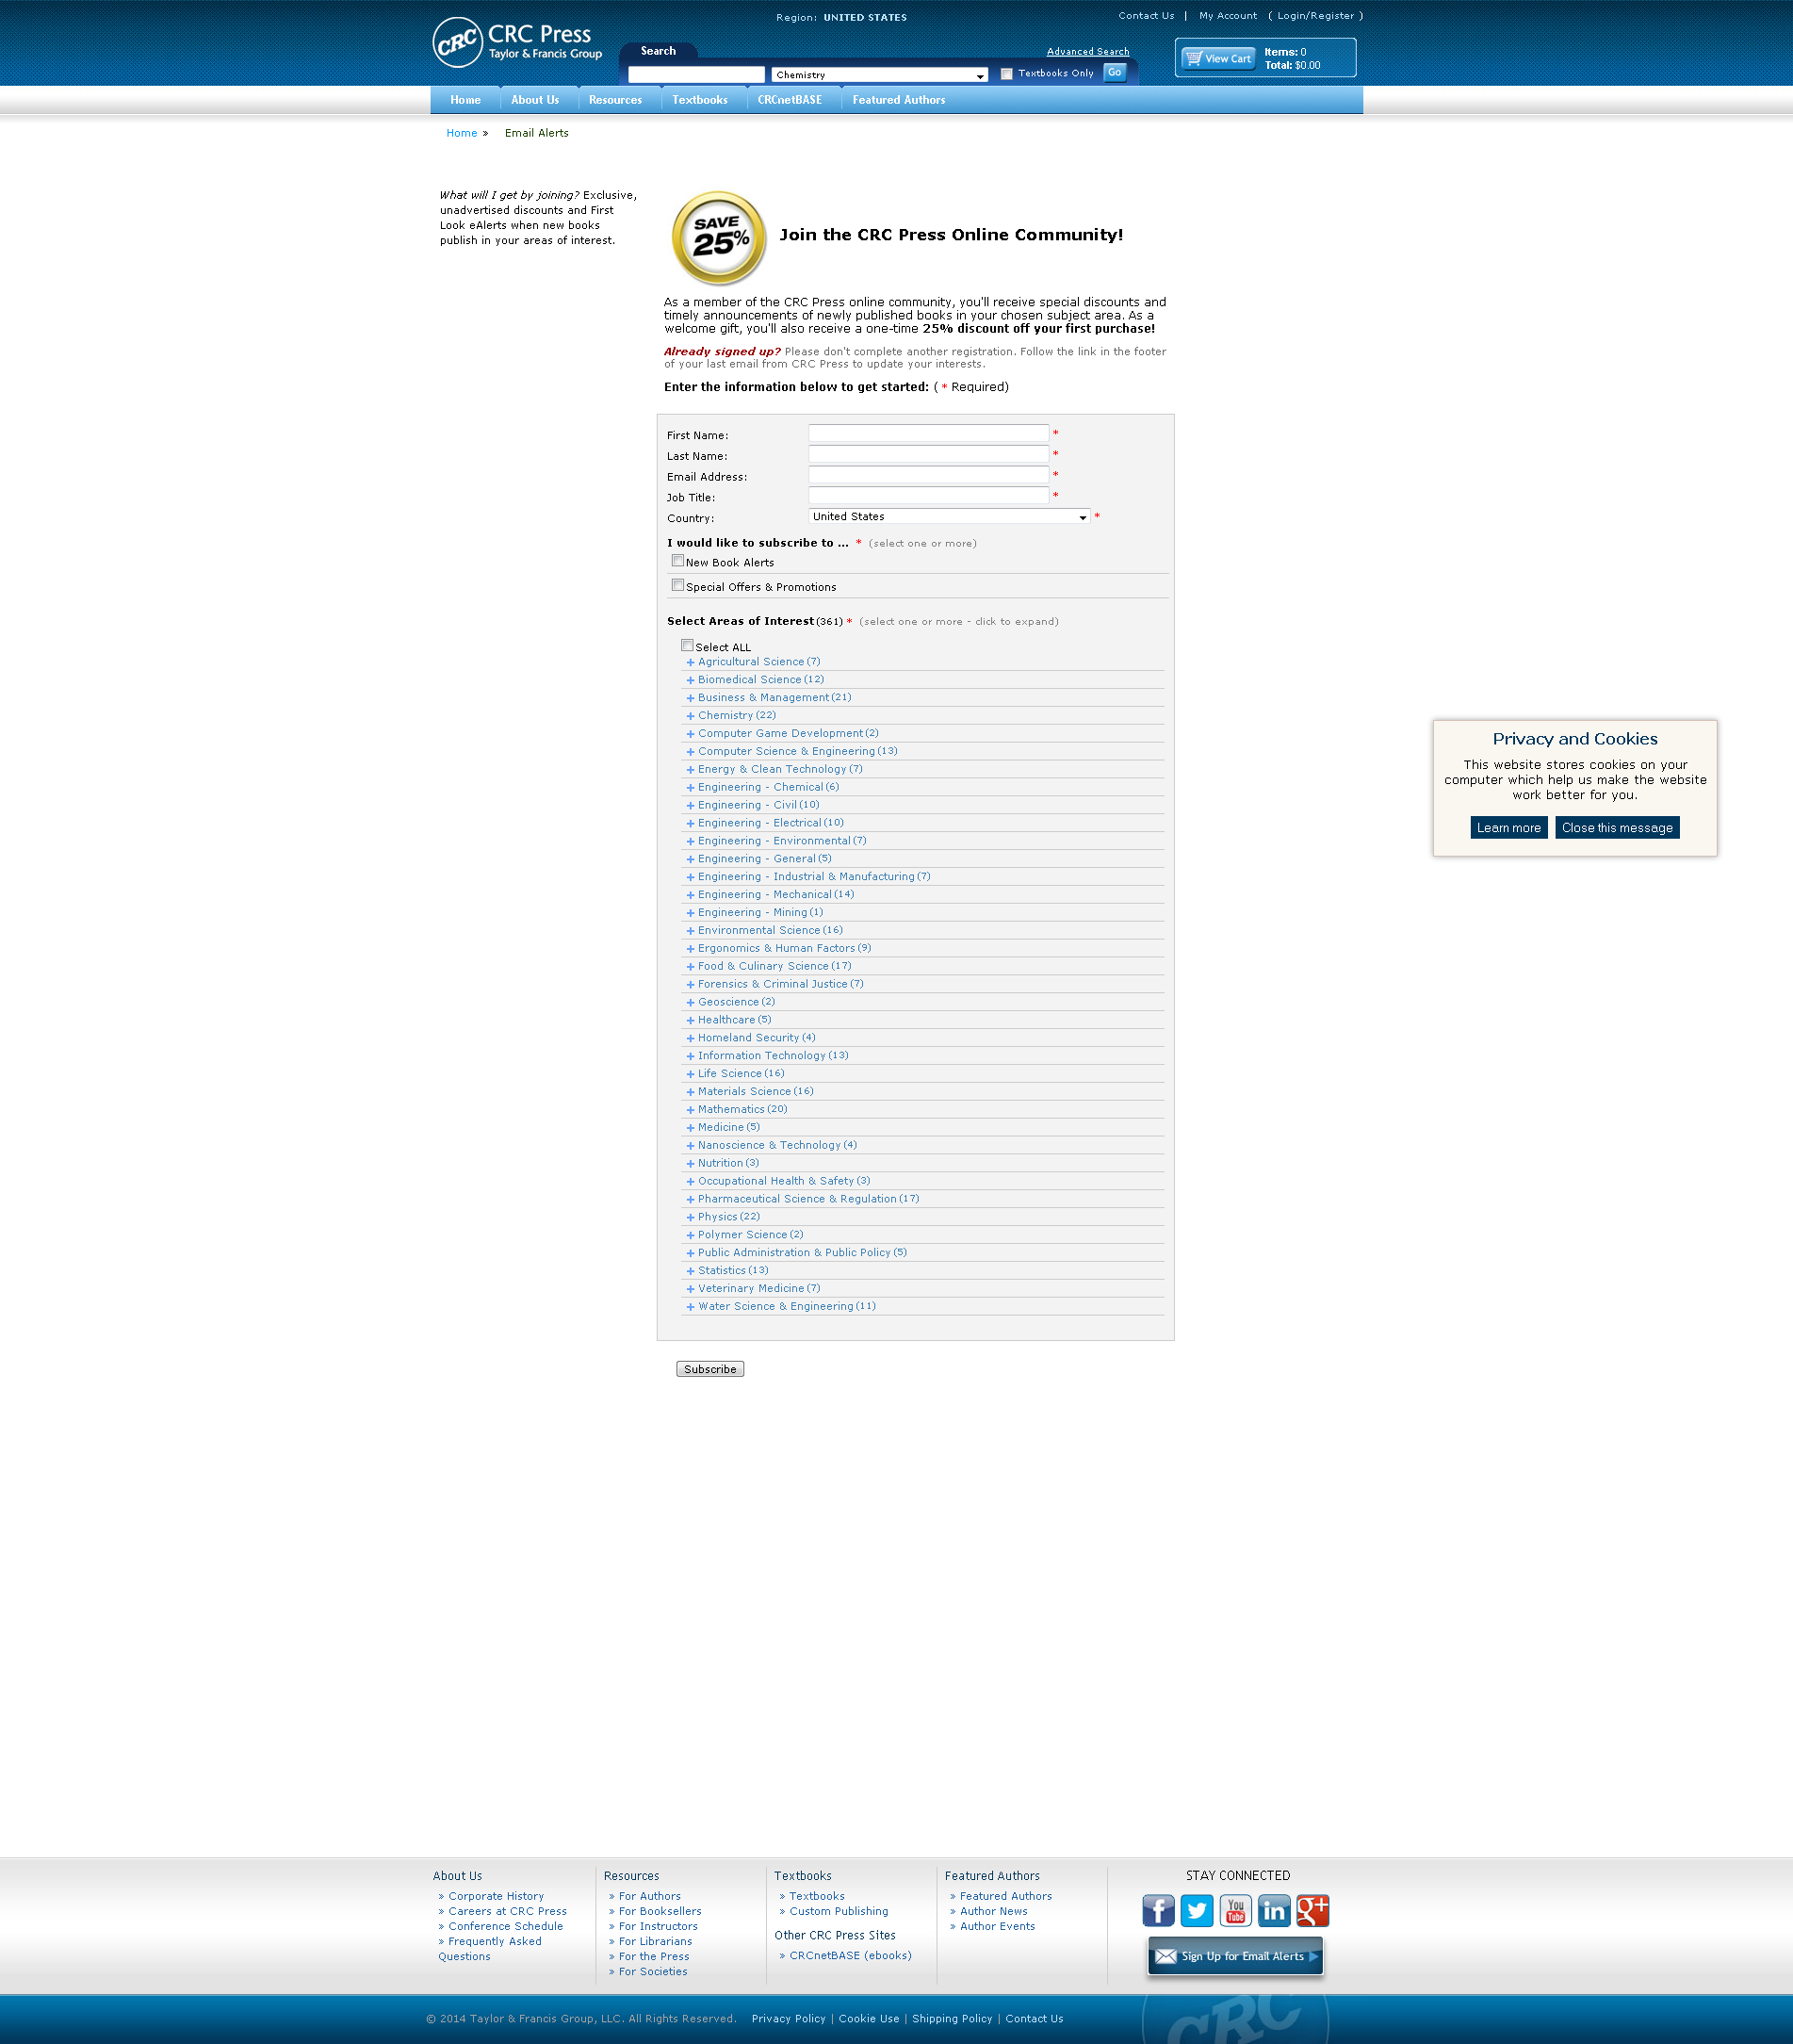 Region: UNITED STATES
Contact Us | My Account ( Login/Register )
CRC CRC Press
Taylor & Francis Group
Search
Advanced Search
Chemistry
Textbooks Only
Go
View Cart
Items: 0
Total: $0.00
Home
About Us
Resources
Textbooks
CRCnetBASE
Featured Authors
Home » Email Alerts
What will I get by joining? Exclusive,
unadvertised discounts and First
Look eAlerts when new books
publish in your areas of interest.
SAVE
25%
Join the CRC Press Online Community!
As a member of the CRC Press online community, you'll receive special discounts and
timely announcements of newly published books in your chosen subject area. As a
welcome gift, you'll also receive a one-time 25% discount off your first purchase!
Already signed up? Please don't complete another registration. Follow the link in the footer
of your last email from CRC Press to update your interests.
Enter the information below to get started: ( * Required)
First Name: *
Last Name: *
Email Address: *
Job Title: *
Country: United States *
I would like to subscribe to ... * (select one or more)
New Book Alerts
Special Offers & Promotions
Select Areas of Interest (361) * (select one or more - click to expand)
Select ALL
Agricultural Science (7)
Biomedical Science (12)
Business & Management (21)
Chemistry (22)
Computer Game Development (2)
Computer Science & Engineering (13)
Energy & Clean Technology (7)
Engineering - Chemical (6)
Engineering - Civil (10)
Engineering - Electrical (10)
Engineering - Environmental (7)
Engineering - General (5)
Engineering - Industrial & Manufacturing (7)
Engineering - Mechanical (14)
Engineering - Mining (1)
Environmental Science (16)
Ergonomics & Human Factors (9)
Food & Culinary Science (17)
Forensics & Criminal Justice (7)
Geoscience (2)
Healthcare (5)
Homeland Security (4)
Information Technology (13)
Life Science (16)
Materials Science (16)
Mathematics (20)
Medicine (5)
Nanoscience & Technology (4)
Nutrition (3)
Occupational Health & Safety (3)
Pharmaceutical Science & Regulation (17)
Physics (22)
Polymer Science (2)
Public Administration & Public Policy (5)
Statistics (13)
Veterinary Medicine (7)
Water Science & Engineering (11)
Subscribe
Privacy and Cookies
This website stores cookies on your
computer which help us make the website
work better for you.
Learn more
Close this message
About Us
» Corporate History
» Careers at CRC Press
» Conference Schedule
» Frequently Asked
Questions
Resources
» For Authors
» For Booksellers
» For Instructors
» For Librarians
» For the Press
» For Societies
Textbooks
» Textbooks
» Custom Publishing
Other CRC Press Sites
» CRCnetBASE (ebooks)
Featured Authors
» Featured Authors
» Author News
» Author Events
STAY CONNECTED
f
You
Tube
in
g+
Sign Up for Email Alerts
© 2014 Taylor & Francis Group, LLC. All Rights Reserved. Privacy Policy | Cookie Use | Shipping Policy | Contact Us
CRC